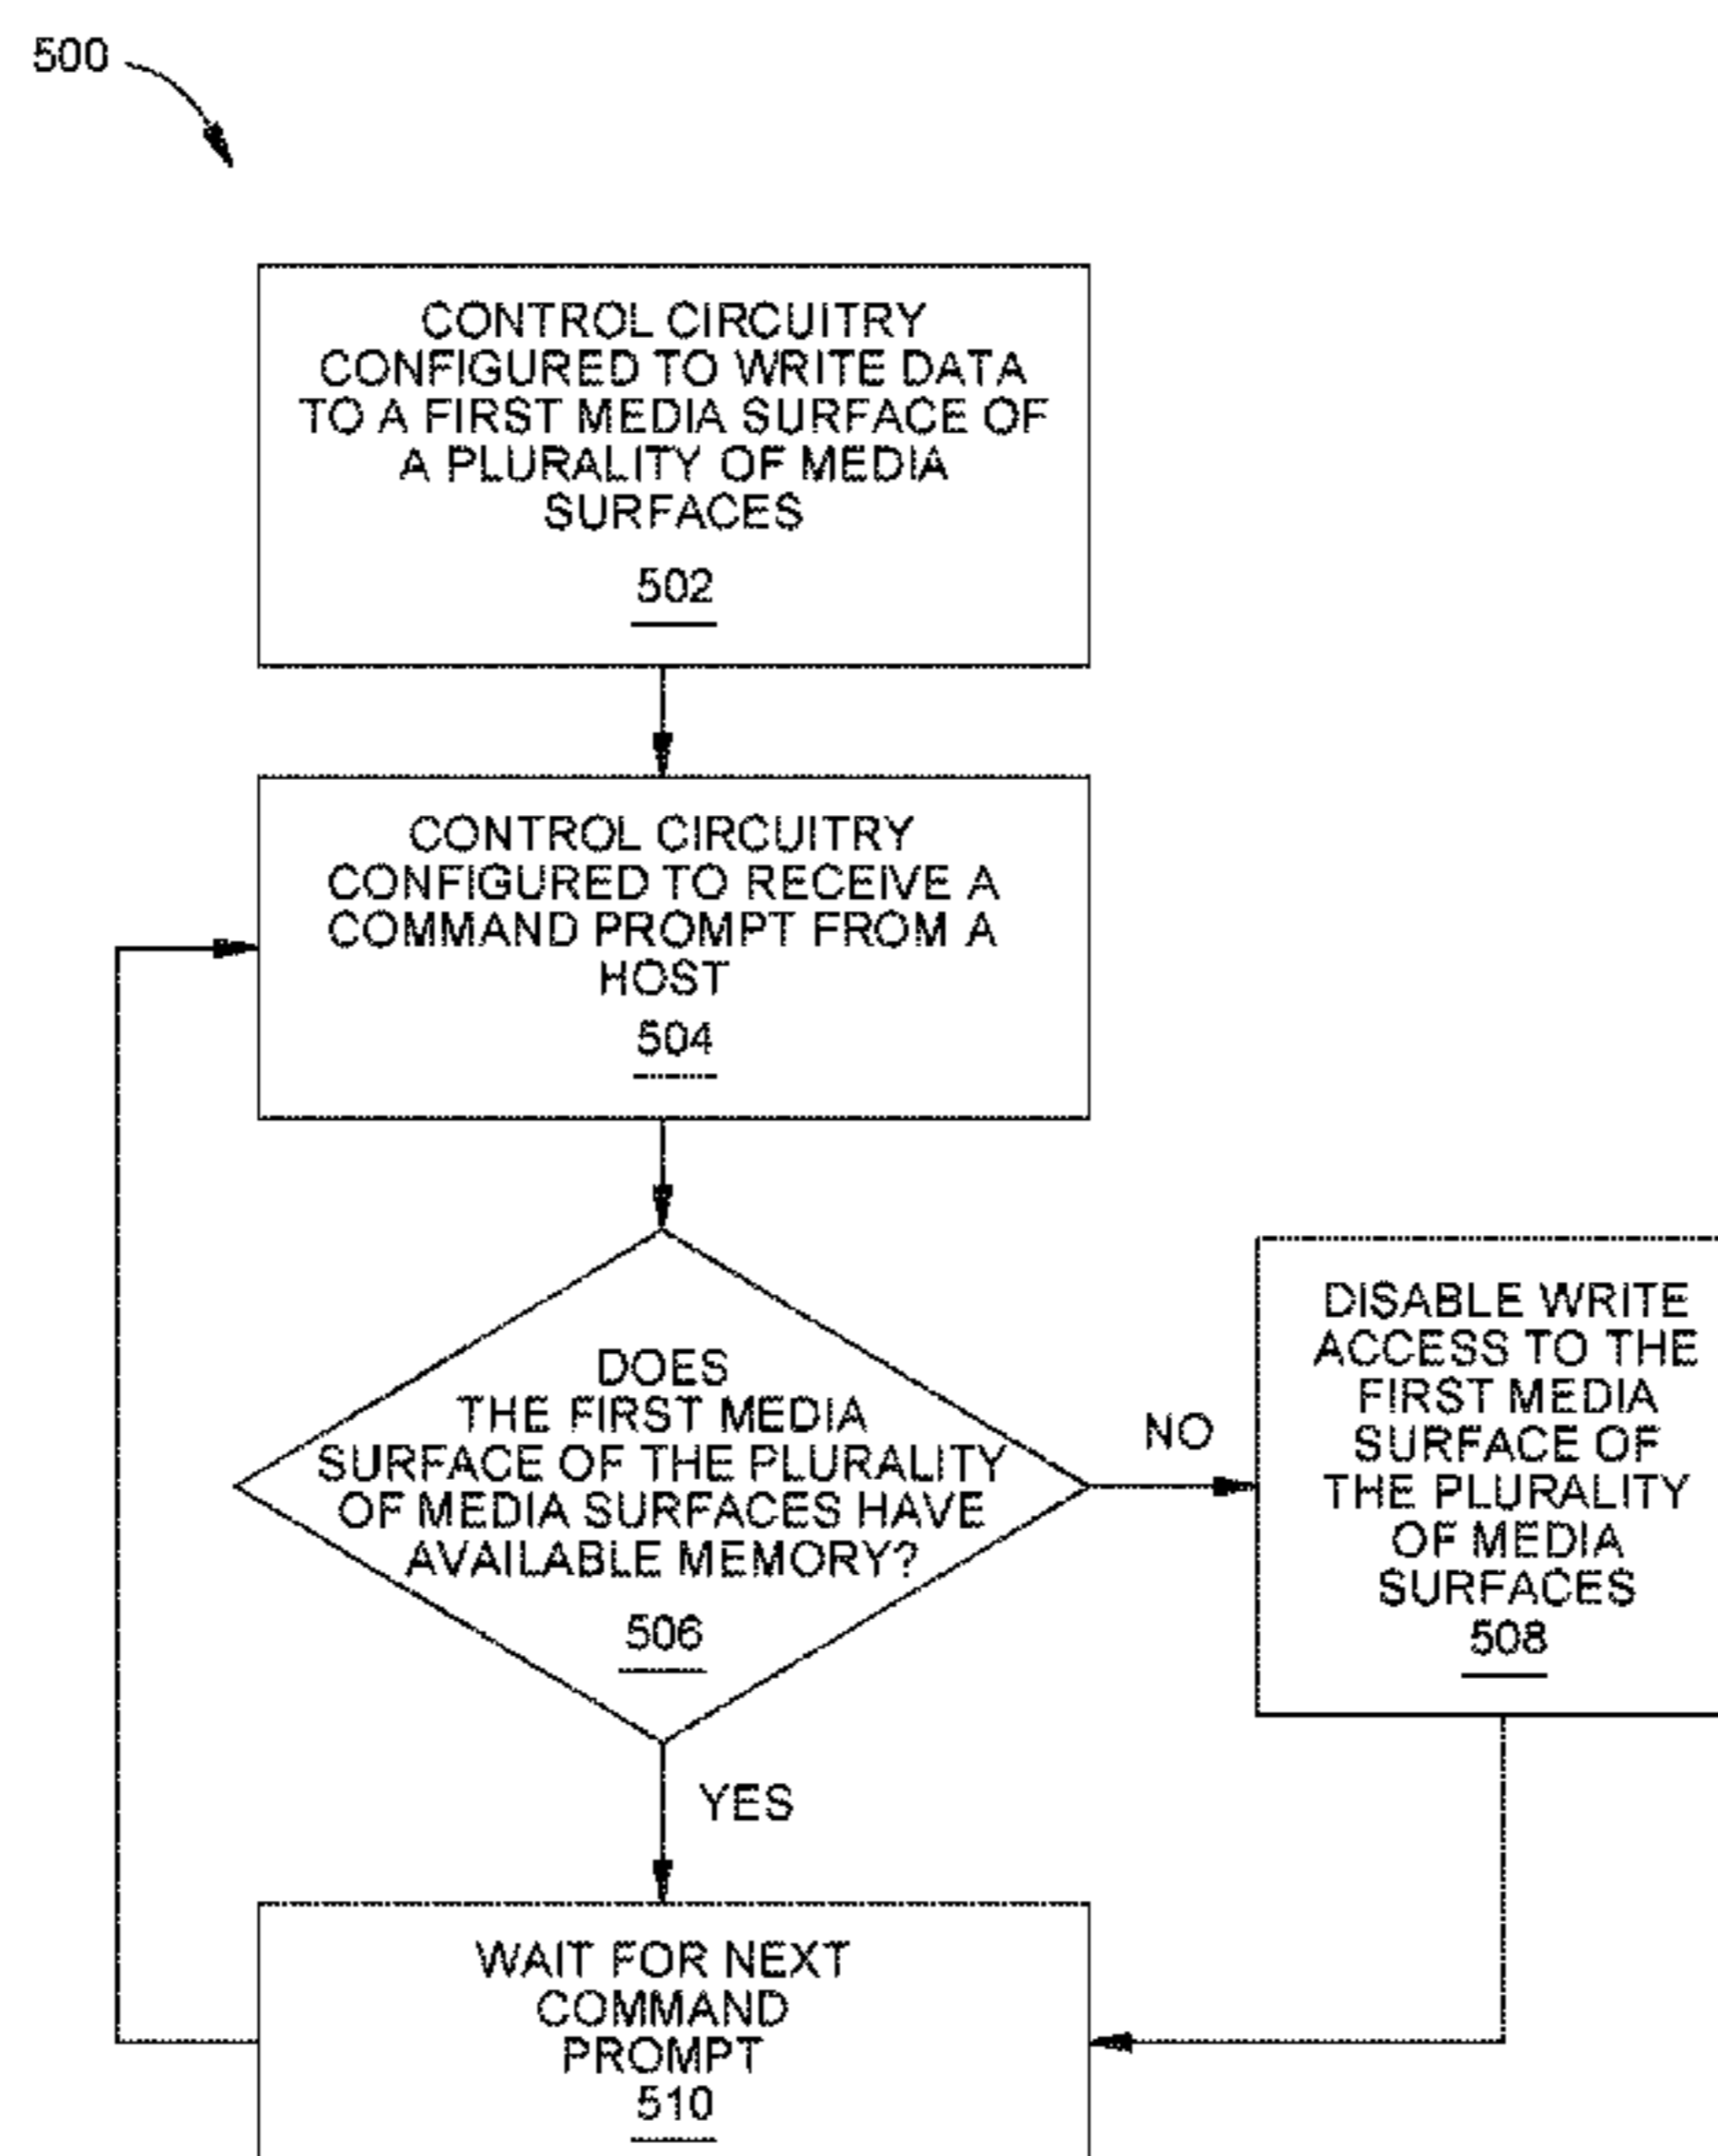 500
CONTROL CIRCUITRY
CONFIGURED TO WRITE DATA
TO A FIRST MEDIA SURFACE OF
A PLURALITY OF MEDIA
SURFACES
502
CONTROL CIRCUITRY
CONFIGURED TO RECEIVE A
COMMAND PROMPT FROM A
HOST
504
DOES
THE FIRST MEDIA
SURFACE OF THE PLURALITY
OF MEDIA SURFACES HAVE
AVAILABLE MEMORY?
506
NO
DISABLE WRITE
ACCESS TO THE
FIRST MEDIA
SURFACE OF
THE PLURALITY
OF MEDIA
SURFACES
508
YES
WAIT FOR NEXT
COMMAND
PROMPT
510